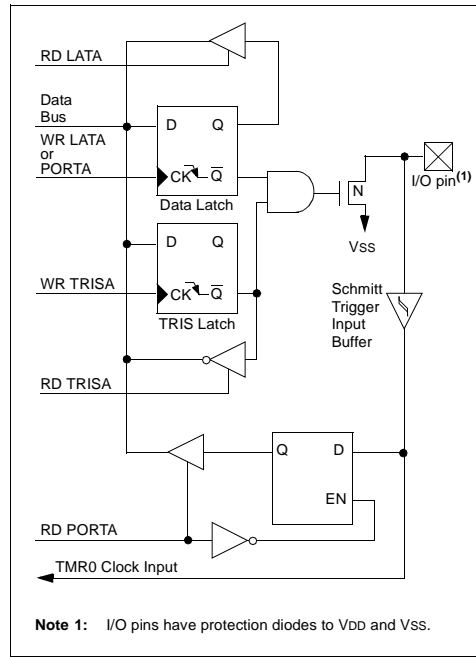 RD LATA
Data
Bus
WR LATA
or
PORTA
D Q
CK Q
Data Latch
N
I/O pin(1)
VSS
D Q
CK Q
TRIS Latch
WR TRISA
Schmitt
Trigger
Input
Buffer
RD TRISA
Q D
EN
RD PORTA
TMR0 Clock Input
Note 1: I/O pins have protection diodes to VDD and VSS.